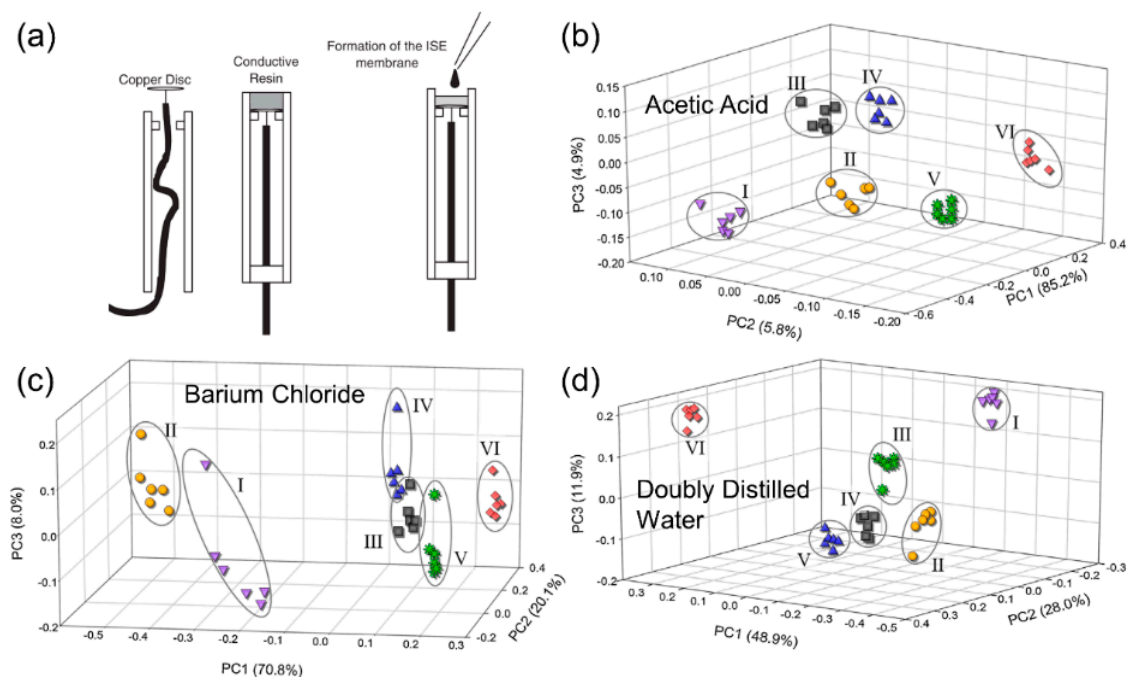 (a)
Copper Disc
Conductive
Resin
Formation of the ISE
membrane
(b)
Acetic Acid
III
IV
VI
II
V
I
PC3 (4.9%)
0.15
0.10
0.05
0.00
-0.05
-0.10
-0.15
-0.20
PC2 (5.8%)
0.10
0.05
0.00
-0.05
-0.10
-0.15
-0.20
PC1 (85.2%)
-0.6
-0.4
-0.2
0.0
0.2
0.4
(c)
Barium Chloride
II
I
IV
VI
III
V
PC3 (8.0%)
0.2
0.1
0.0
-0.1
-0.2
PC1 (70.8%)
-0.5
-0.4
-0.3
-0.2
-0.1
0.0
0.1
0.2
0.3
PC2 (20.1%)
-0.2
0.0
0.2
0.4
(d)
Doubly Distilled
Water
VI
I
III
IV
V
II
PC3 (11.9%)
0.2
0.1
0.0
-0.1
-0.2
PC1 (48.9%)
0.3
0.2
0.1
0.0
-0.1
-0.2
-0.3
-0.4
-0.5
PC2 (28.0%)
0.4
0.3
0.2
0.1
0.0
-0.1
-0.2
-0.3